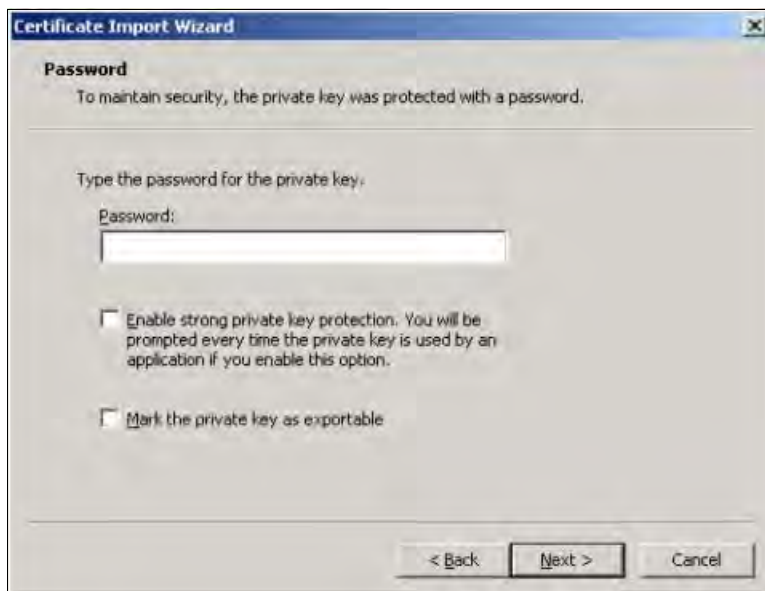 Certificate Import Wizard
Password
To maintain security, the private key was protected with a password.
Type the password for the private key.
Password:
Enable strong private key protection. You will be
prompted every time the private key is used by an
application if you enable this option.
Mark the private key as exportable
< Back Next > Cancel